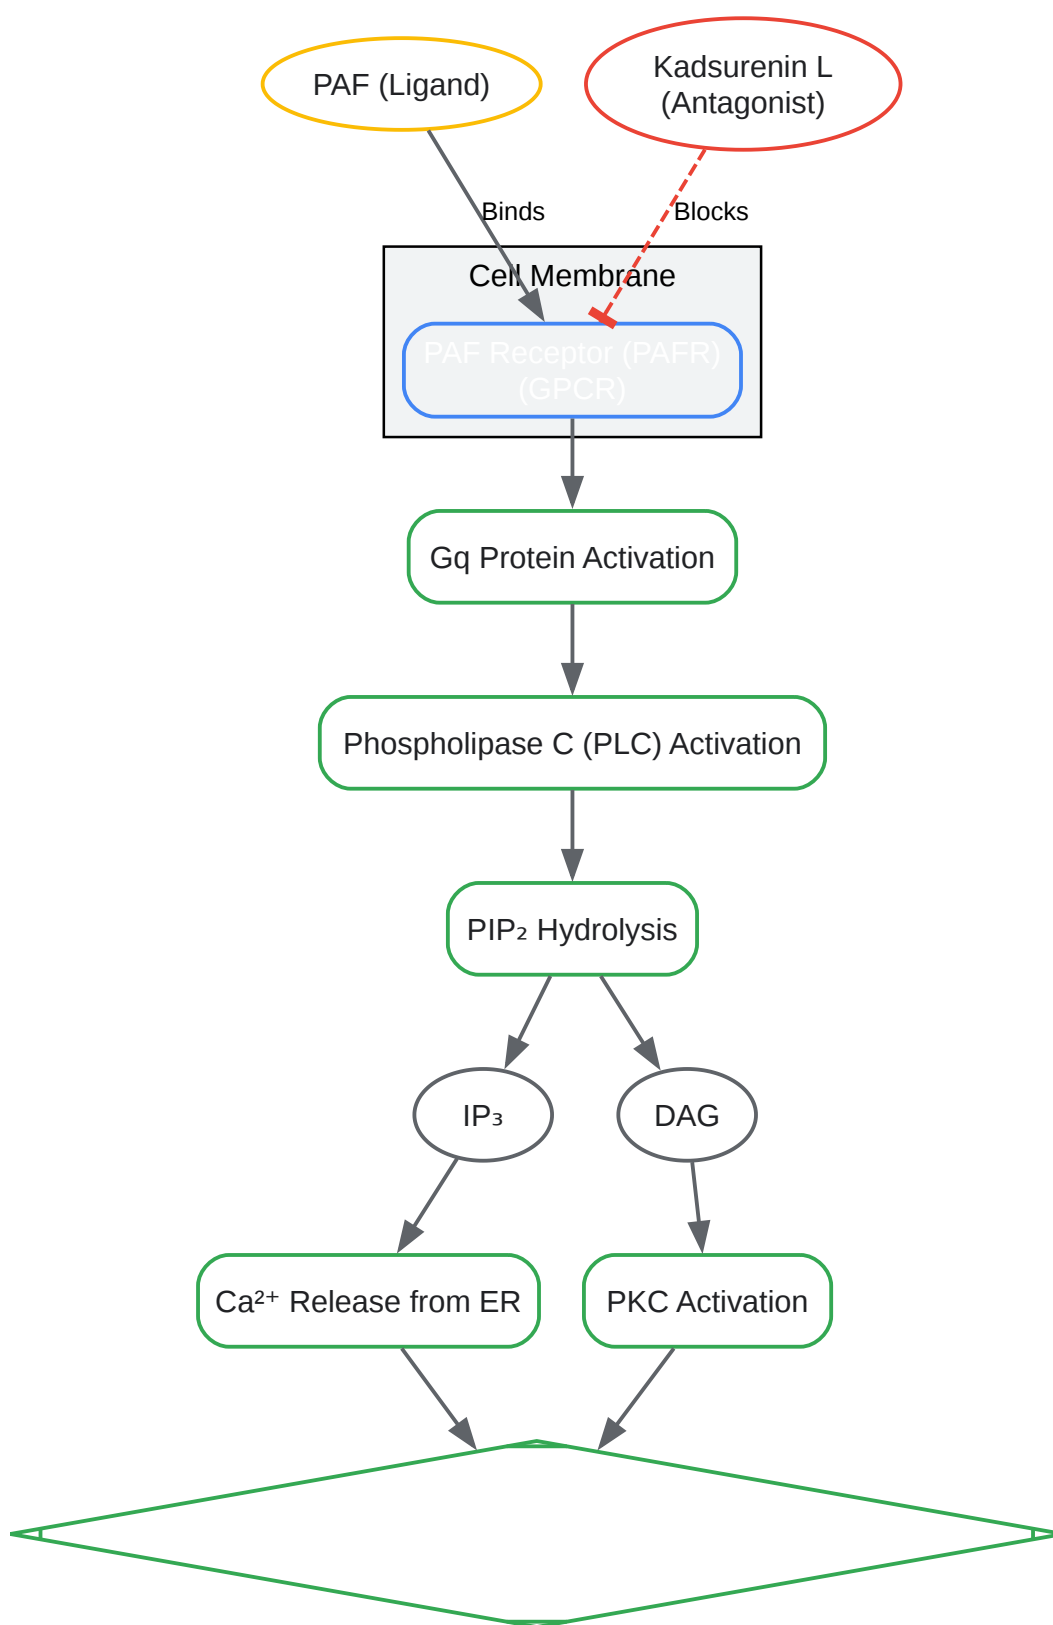 PAF (Ligand)
Kadsurenin L
(Antagonist)
Binds
Blocks
Cell Membrane
PAF Receptor (PAFR)
(GPCR)
Gq Protein Activation
Phospholipase C (PLC) Activation
PIP₂ Hydrolysis
IP₃
DAG
Ca²⁺ Release from ER
PKC Activation